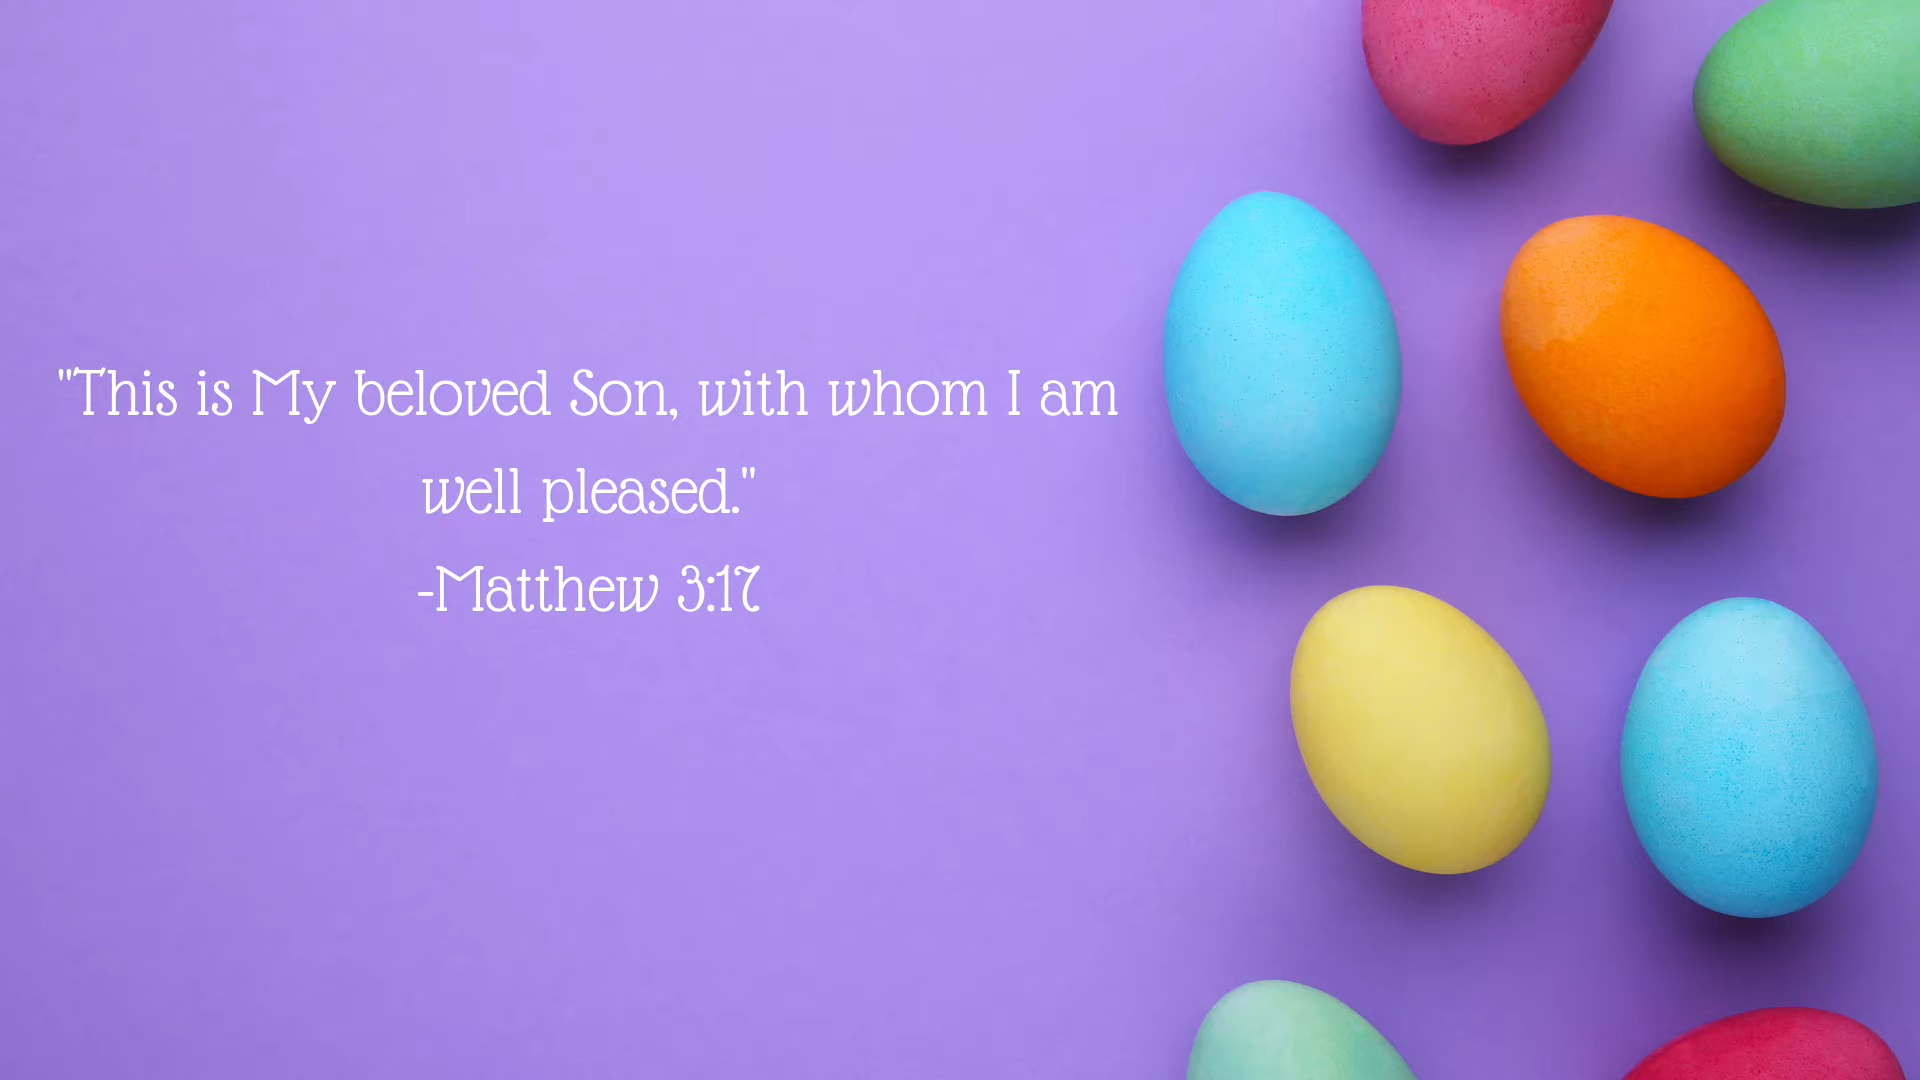 "This is My beloved Son, with whom I am
well pleased."
-Matthew 3:17